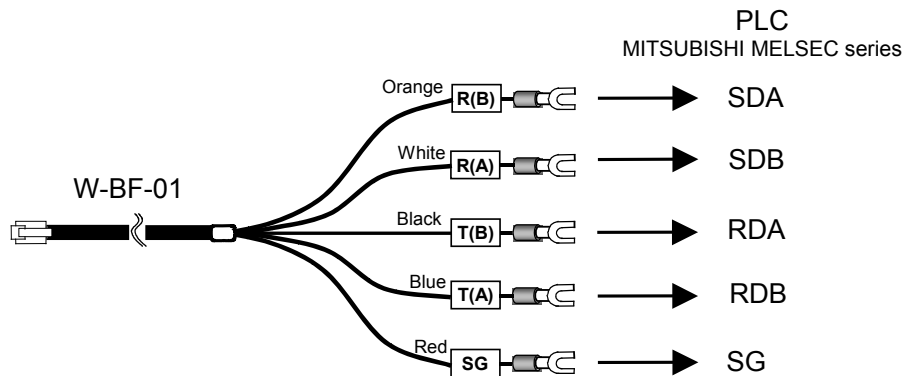 PLC
MITSUBISHI MELSEC series
Orange R(B) SDA
White R(A) SDB
W-BF-01
Black T(B) RDA
Blue T(A) RDB
Red SG SG